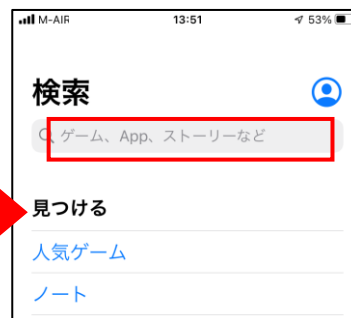 M-AIR 13:51 53%
検索
ゲーム、App、ストーリーなど
見つける
人気ゲーム
ノート